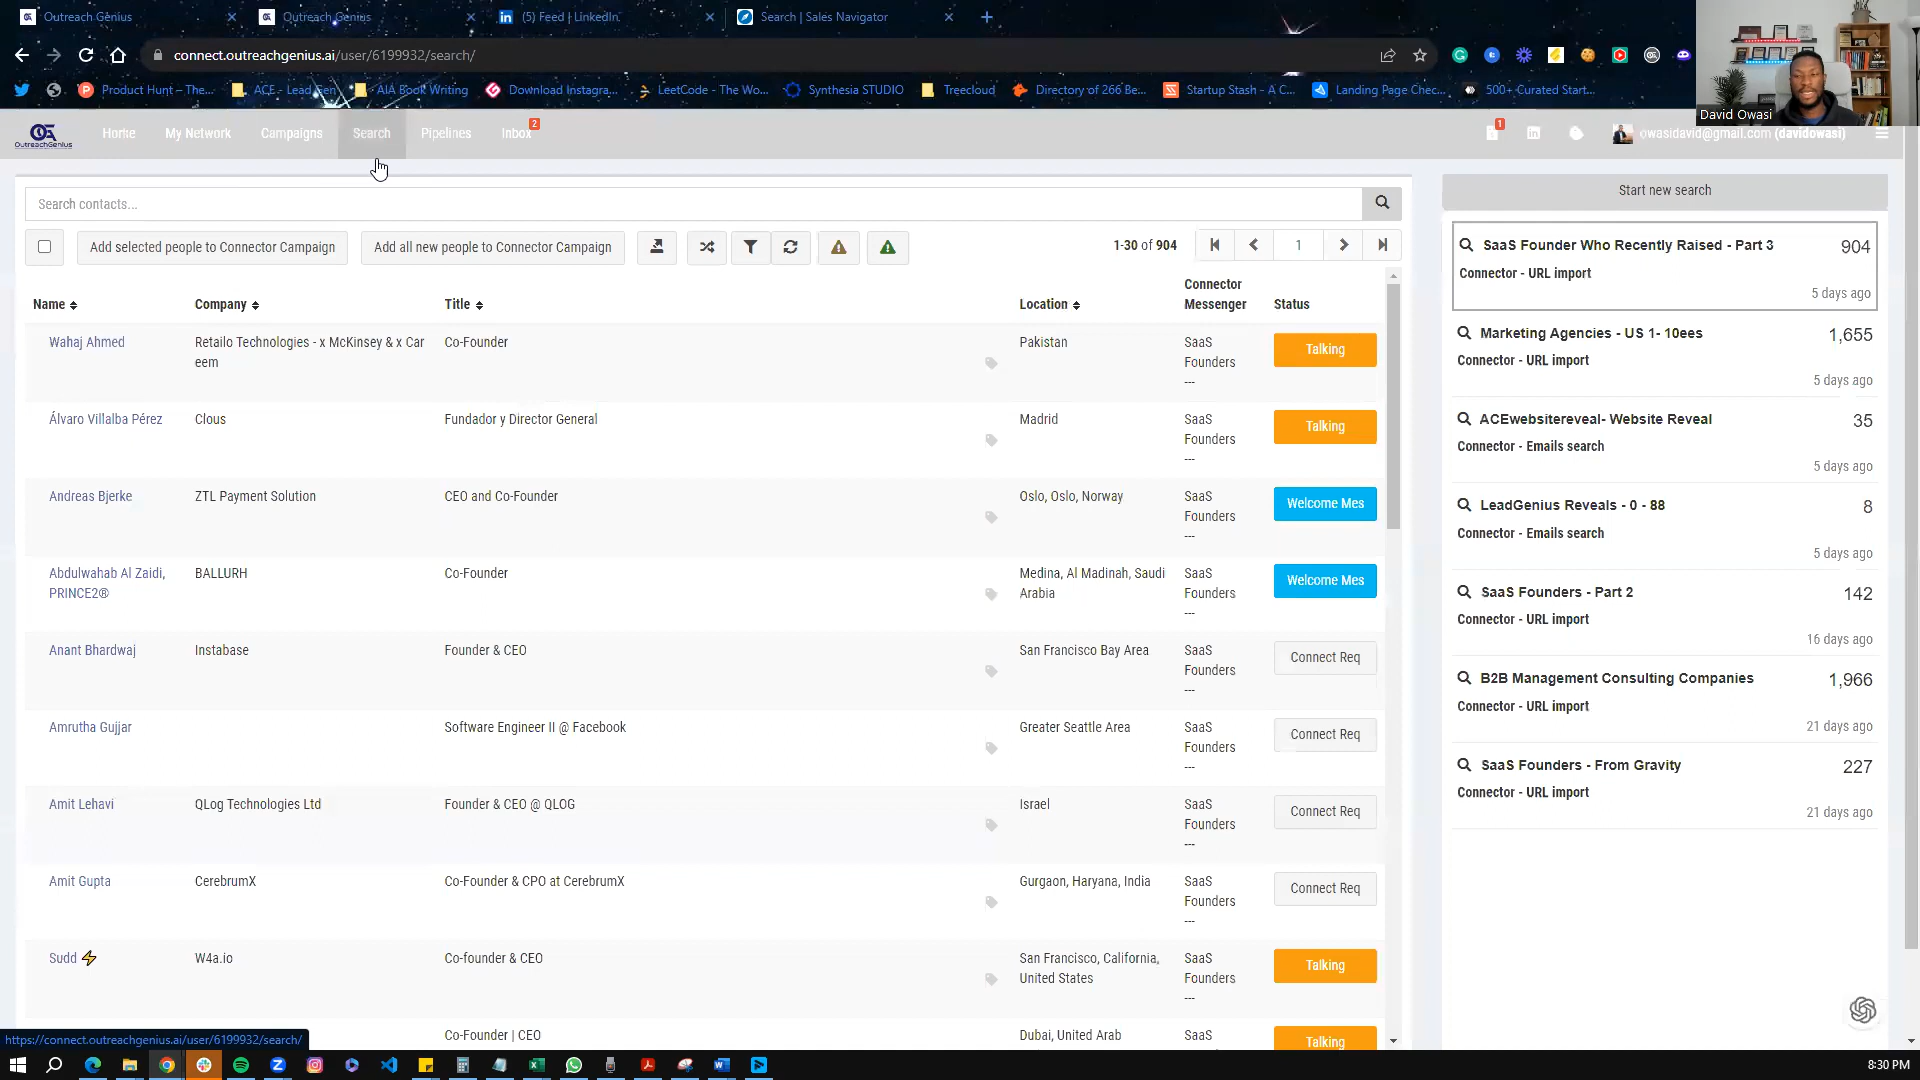 Outreach Genius
Outreach Genius
(5) Feed | LinkedIn
Search | Sales Navigator
connect.outreachgenius.ai/user/6199932/search/
Product Hunt – The...
ACE - Lead Gen
AIA Book Writing
Download Instagra...
LeetCode - The Wo...
Synthesia STUDIO
Treecloud
Directory of 266 Be...
Startup Stash - A C...
Landing Page Chec...
500+ Curated Start...
David Owasi
OutreachGenius
Home
My Network
Campaigns
Search
Pipelines
Inbox
2
1
owasidavid@gmail.com (davidowasi)
Search contacts...
Add selected people to Connector Campaign
Add all new people to Connector Campaign
1-30 of 904
1
Name
Company
Title
Location
Connector
Messenger
Status
Wahaj Ahmed
Retailo Technologies - x McKinsey & x Car
eem
Co-Founder
Pakistan
SaaS
Founders
---
Talking
Álvaro Villalba Pérez
Clous
Fundador y Director General
Madrid
SaaS
Founders
---
Talking
Andreas Bjerke
ZTL Payment Solution
CEO and Co-Founder
Oslo, Oslo, Norway
SaaS
Founders
---
Welcome Mes
Abdulwahab Al Zaidi,
PRINCE2®
BALLURH
Co-Founder
Medina, Al Madinah, Saudi
Arabia
SaaS
Founders
---
Welcome Mes
Anant Bhardwaj
Instabase
Founder & CEO
San Francisco Bay Area
SaaS
Founders
---
Connect Req
Amrutha Gujjar
Software Engineer II @ Facebook
Greater Seattle Area
SaaS
Founders
---
Connect Req
Amit Lehavi
QLog Technologies Ltd
Founder & CEO @ QLOG
Israel
SaaS
Founders
---
Connect Req
Amit Gupta
CerebrumX
Co-Founder & CPO at CerebrumX
Gurgaon, Haryana, India
SaaS
Founders
---
Connect Req
Sudd ⚡
W4a.io
Co-founder & CEO
San Francisco, California,
United States
SaaS
Founders
---
Talking
Co-Founder | CEO
Dubai, United Arab
SaaS
Talking
Start new search
SaaS Founder Who Recently Raised - Part 3
904
Connector - URL import
5 days ago
Marketing Agencies - US 1- 10ees
1,655
Connector - URL import
5 days ago
ACEwebsitereveal- Website Reveal
35
Connector - Emails search
5 days ago
LeadGenius Reveals - 0 - 88
8
Connector - Emails search
5 days ago
SaaS Founders - Part 2
142
Connector - URL import
16 days ago
B2B Management Consulting Companies
1,966
Connector - URL import
21 days ago
SaaS Founders - From Gravity
227
Connector - URL import
21 days ago
https://connect.outreachgenius.ai/user/6199932/search/
8:30 PM